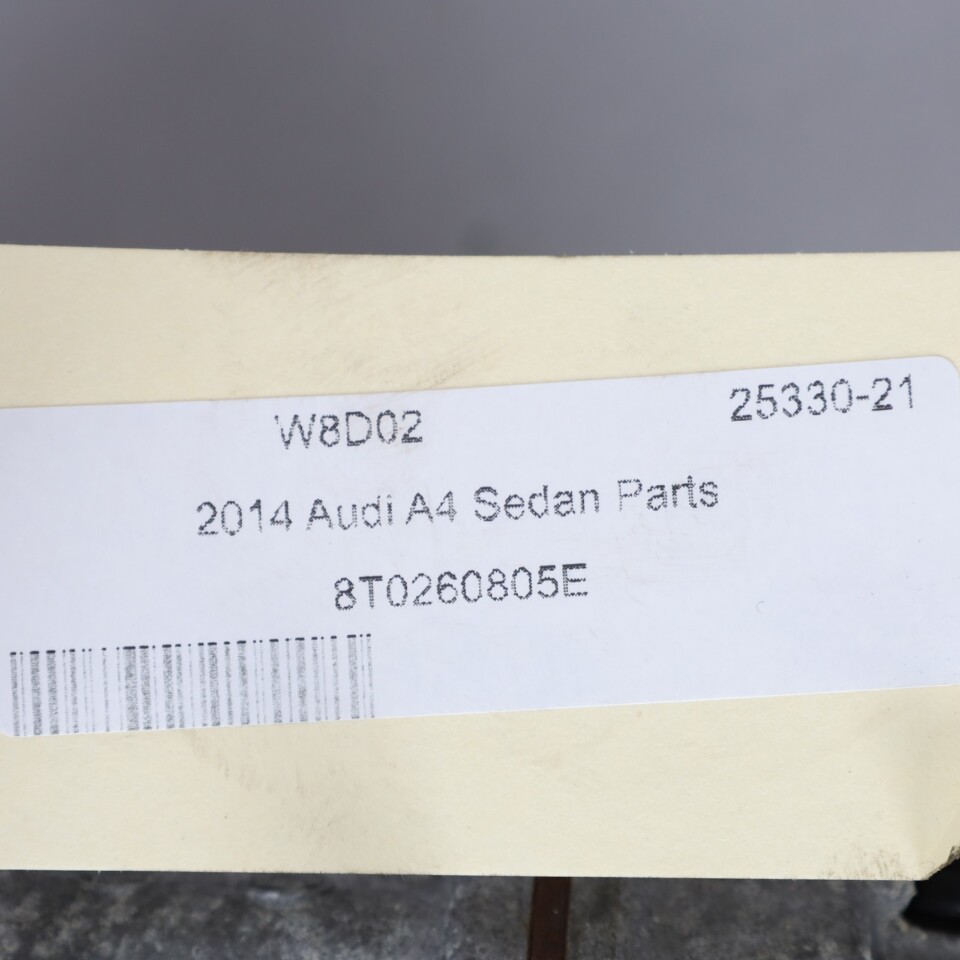 W8D02 25330-21
2014 Audi A4 Sedan Parts
8T0260805E